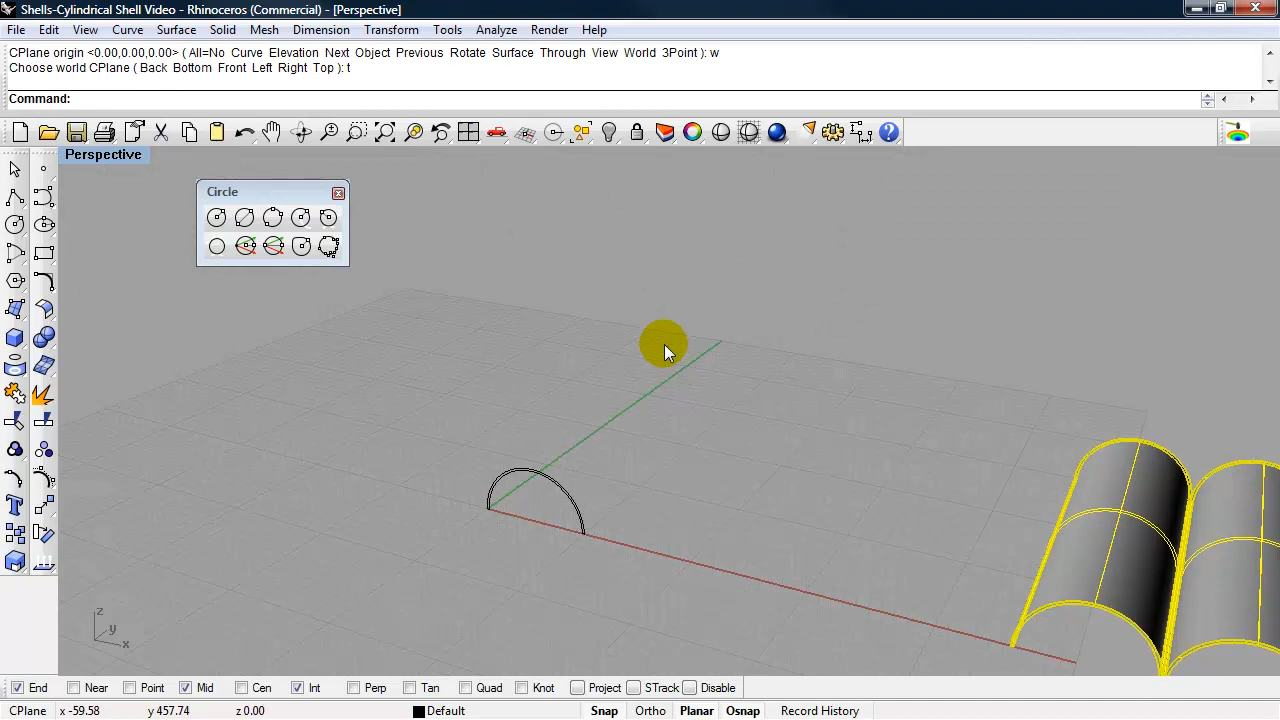 Shells-Cylindrical Shell Video - Rhinoceros (Commercial) - [Perspective]
File Edit View Curve Surface Solid Mesh Dimension Transform Tools Analyze Render Help
CPlane origin <0.00,0.00,0.00> ( All=No Curve Elevation Next Object Previous Rotate Surface Through View World 3Point ): w
Choose world CPlane ( Back Bottom Front Left Right Top ): t
Command:
Perspective
Circle
z
y
x
End Near Point Mid Cen Int Perp Tan Quad Knot Project STrack Disable
CPlane x -59.58 y 457.74 z 0.00 Default Snap Ortho Planar Osnap Record History